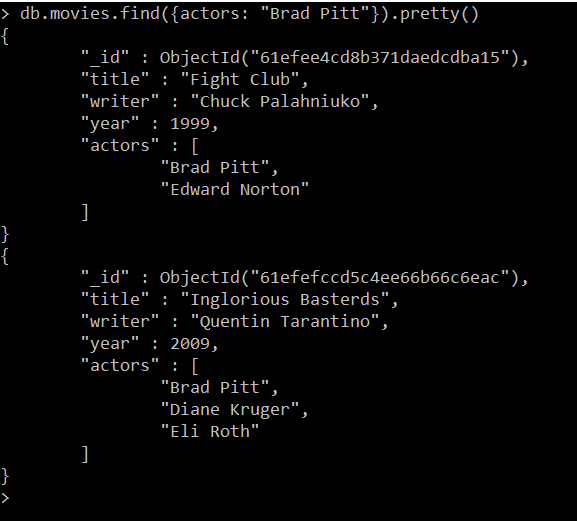 > db.movies.find({actors: "Brad Pitt"}).pretty()
{
"_id" : ObjectId("61efee4cd8b371daedcdba15"),
"title" : "Fight Club",
"writer" : "Chuck Palahniuko",
"year" : 1999,
"actors" : [
"Brad Pitt",
"Edward Norton"
]
}
{
"_id" : ObjectId("61efefccd5c4ee66b66c6eac"),
"title" : "Inglorious Basterds",
"writer" : "Quentin Tarantino",
"year" : 2009,
"actors" : [
"Brad Pitt",
"Diane Kruger",
"Eli Roth"
]
}
>